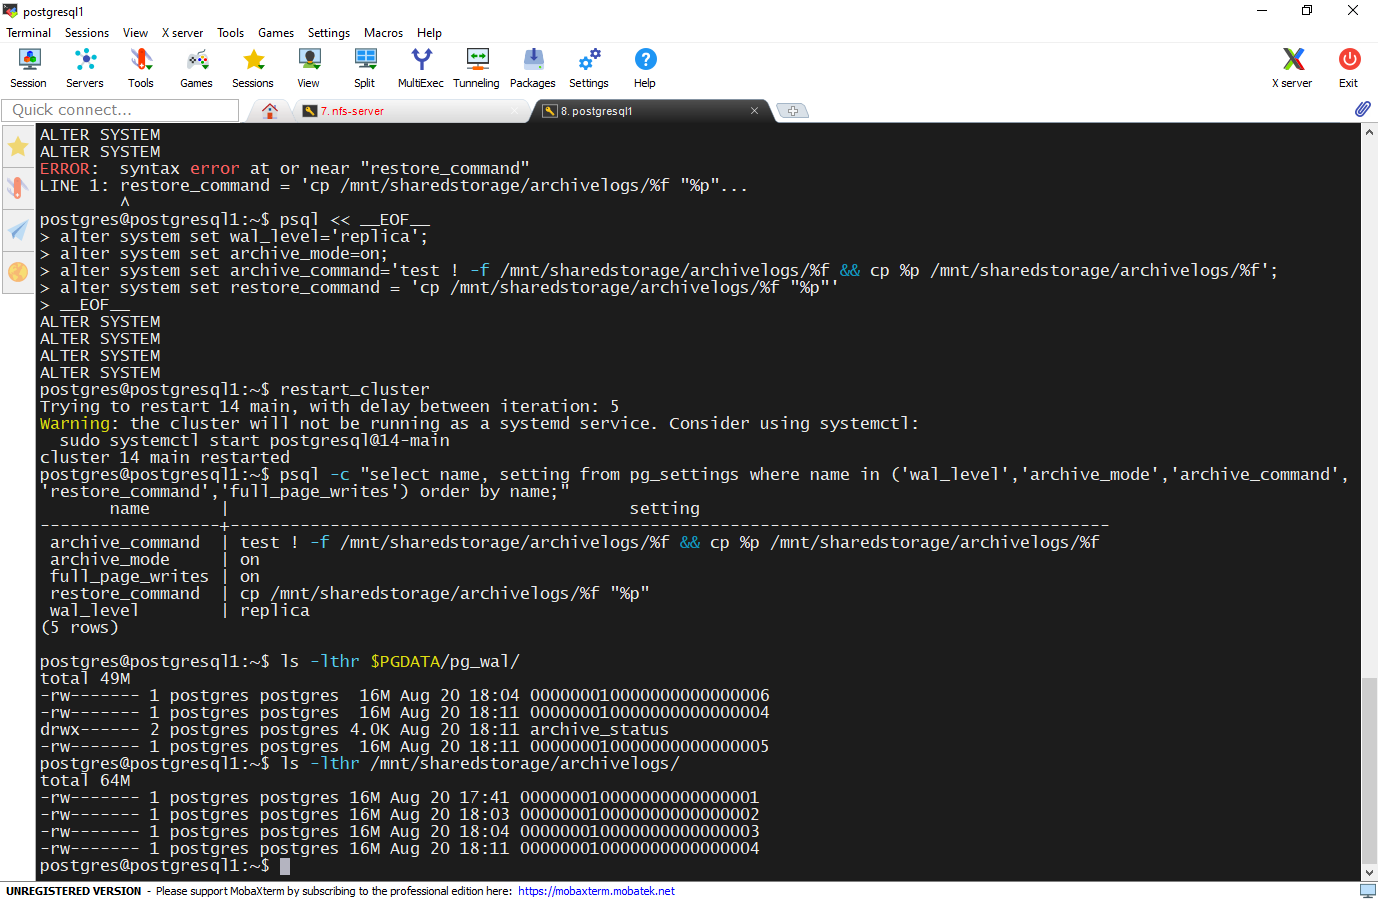 postgresql1
Terminal Sessions View X server Tools Games Settings Macros Help
Session Servers Tools Games Sessions View Split MultiExec Tunneling Packages Settings Help X server Exit
Quick connect... 7. nfs-server 8. postgresql1
ALTER SYSTEM
ALTER SYSTEM
ERROR:  syntax error at or near "restore_command"
LINE 1: restore_command = 'cp /mnt/sharedstorage/archivelogs/%f "%p"...
        ^
postgres@postgresql1:~$ psql << __EOF__
> alter system set wal_level='replica';
> alter system set archive_mode=on;
> alter system set archive_command='test ! -f /mnt/sharedstorage/archivelogs/%f && cp %p /mnt/sharedstorage/archivelogs/%f';
> alter system set restore_command = 'cp /mnt/sharedstorage/archivelogs/%f "%p"'
> __EOF__
ALTER SYSTEM
ALTER SYSTEM
ALTER SYSTEM
ALTER SYSTEM
postgres@postgresql1:~$ restart_cluster
Trying to restart 14 main, with delay between iteration: 5
Warning: the cluster will not be running as a systemd service. Consider using systemctl:
  sudo systemctl start postgresql@14-main
cluster 14 main restarted
postgres@postgresql1:~$ psql -c "select name, setting from pg_settings where name in ('wal_level','archive_mode','archive_command',
'restore_command','full_page_writes') order by name;"
       name       |                                        setting
------------------+----------------------------------------------------------------------------------------
 archive_command  | test ! -f /mnt/sharedstorage/archivelogs/%f && cp %p /mnt/sharedstorage/archivelogs/%f
 archive_mode     | on
 full_page_writes | on
 restore_command  | cp /mnt/sharedstorage/archivelogs/%f "%p"
 wal_level        | replica
(5 rows)
postgres@postgresql1:~$ ls -lthr $PGDATA/pg_wal/
total 49M
-rw------- 1 postgres postgres  16M Aug 20 18:04 000000010000000000000006
-rw------- 1 postgres postgres  16M Aug 20 18:11 000000010000000000000004
drwx------ 2 postgres postgres 4.0K Aug 20 18:11 archive_status
-rw------- 1 postgres postgres  16M Aug 20 18:11 000000010000000000000005
postgres@postgresql1:~$ ls -lthr /mnt/sharedstorage/archivelogs/
total 64M
-rw------- 1 postgres postgres 16M Aug 20 17:41 000000010000000000000001
-rw------- 1 postgres postgres 16M Aug 20 18:03 000000010000000000000002
-rw------- 1 postgres postgres 16M Aug 20 18:04 000000010000000000000003
-rw------- 1 postgres postgres 16M Aug 20 18:11 000000010000000000000004
postgres@postgresql1:~$
UNREGISTERED VERSION - Please support MobaXterm by subscribing to the professional edition here: https://mobaxterm.mobatek.net